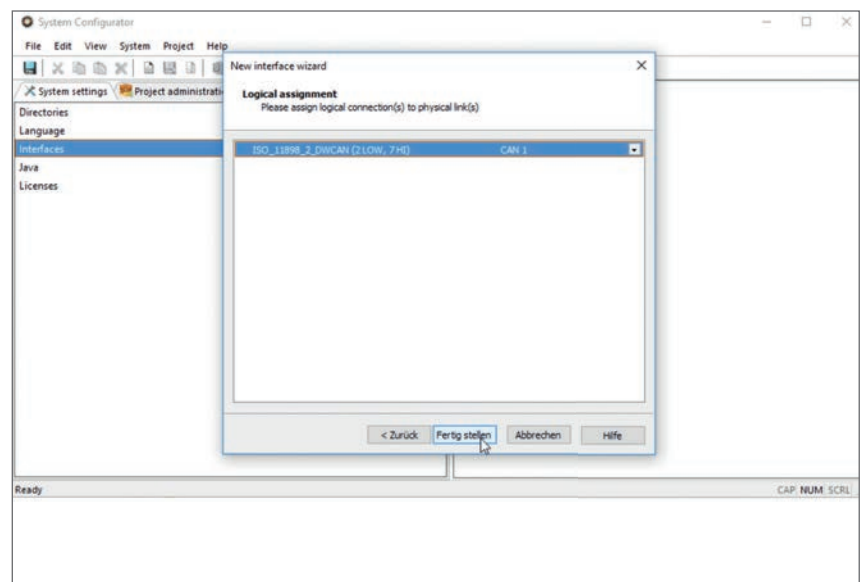 System Configurator
File Edit View System Project Help
System settings Project administrati
Directories
Language
Interfaces
Java
Licenses
New interface wizard
Logical assignment
Please assign logical connection(s) to physical link(s)
ISO_11898_2_DWCAN (2 LOW, 7 HI) CAN 1
< Zurück Fertig stellen Abbrechen Hilfe
Ready CAP NUM SCRL